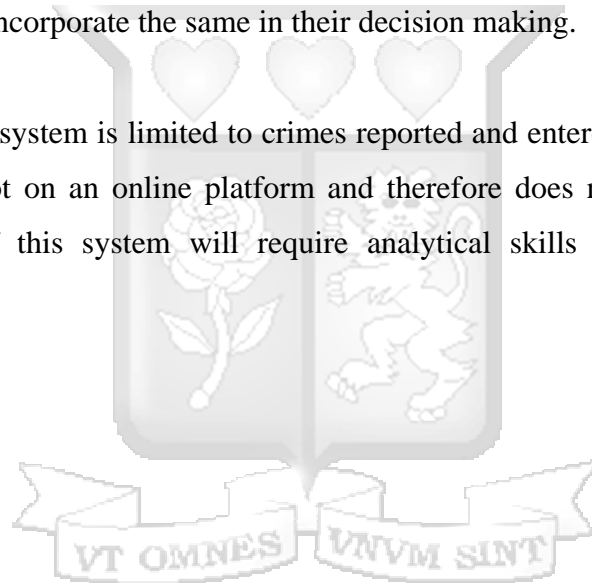 ncorporate the same in their decision making.
system is limited to crimes reported and enter
t on an online platform and therefore does
this system will require analytical skills
VT OMNES VNVM SINT